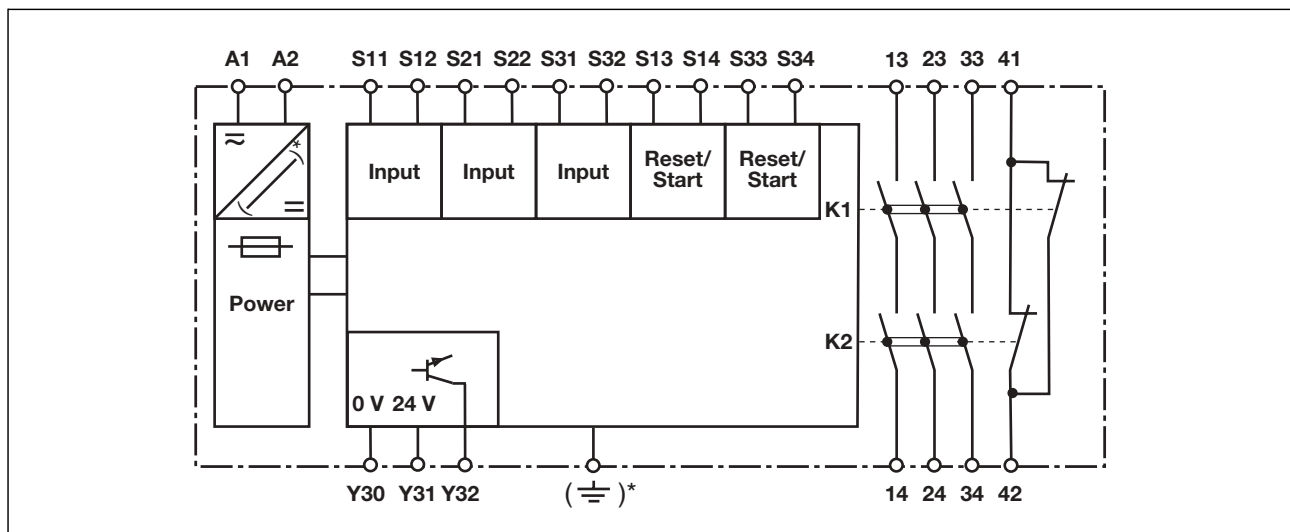 A1 A2 S11 S12 S21 S22 S31 S32 S13 S14 S33 S34 13 23 33 41
*
Input Input Input Reset/
Start Reset/
Start
K1
Power
K2
0 V 24 V
Y30 Y31 Y32 ( )* 14 24 34 42